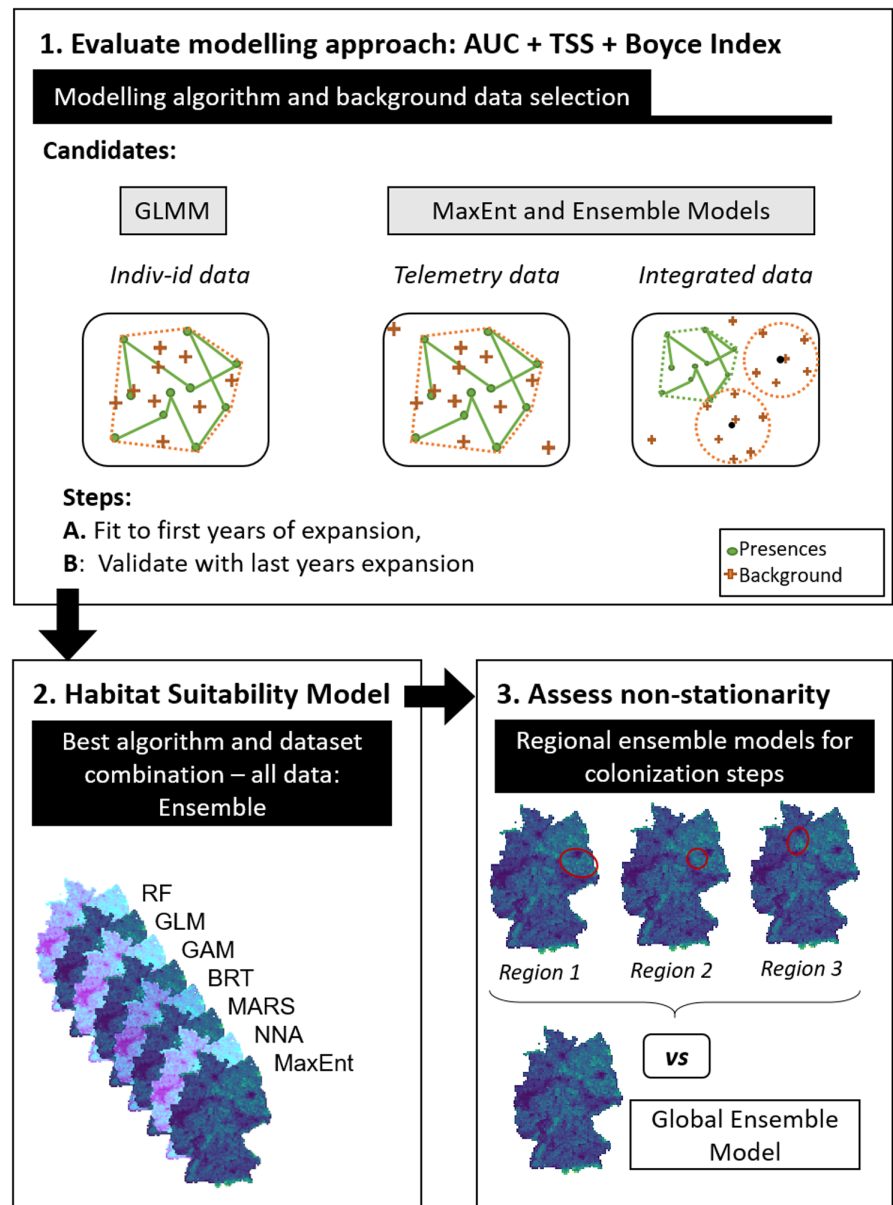 1. Evaluate modelling approach: AUC + TSS + Boyce Index
Modelling algorithm and background data selection
Candidates:
GLMM
MaxEnt and Ensemble Models
Indiv-id data
Telemetry data
Integrated data
Steps:
A. Fit to first years of expansion,
B:  Validate with last years expansion
Presences
Background
2. Habitat Suitability Model
Best algorithm and dataset
combination – all data:
Ensemble
RF
GLM
GAM
BRT
MARS
NNA
MaxEnt
3. Assess non-stationarity
Regional ensemble models for
colonization steps
Region 1
Region 2
Region 3
vs
Global Ensemble
Model